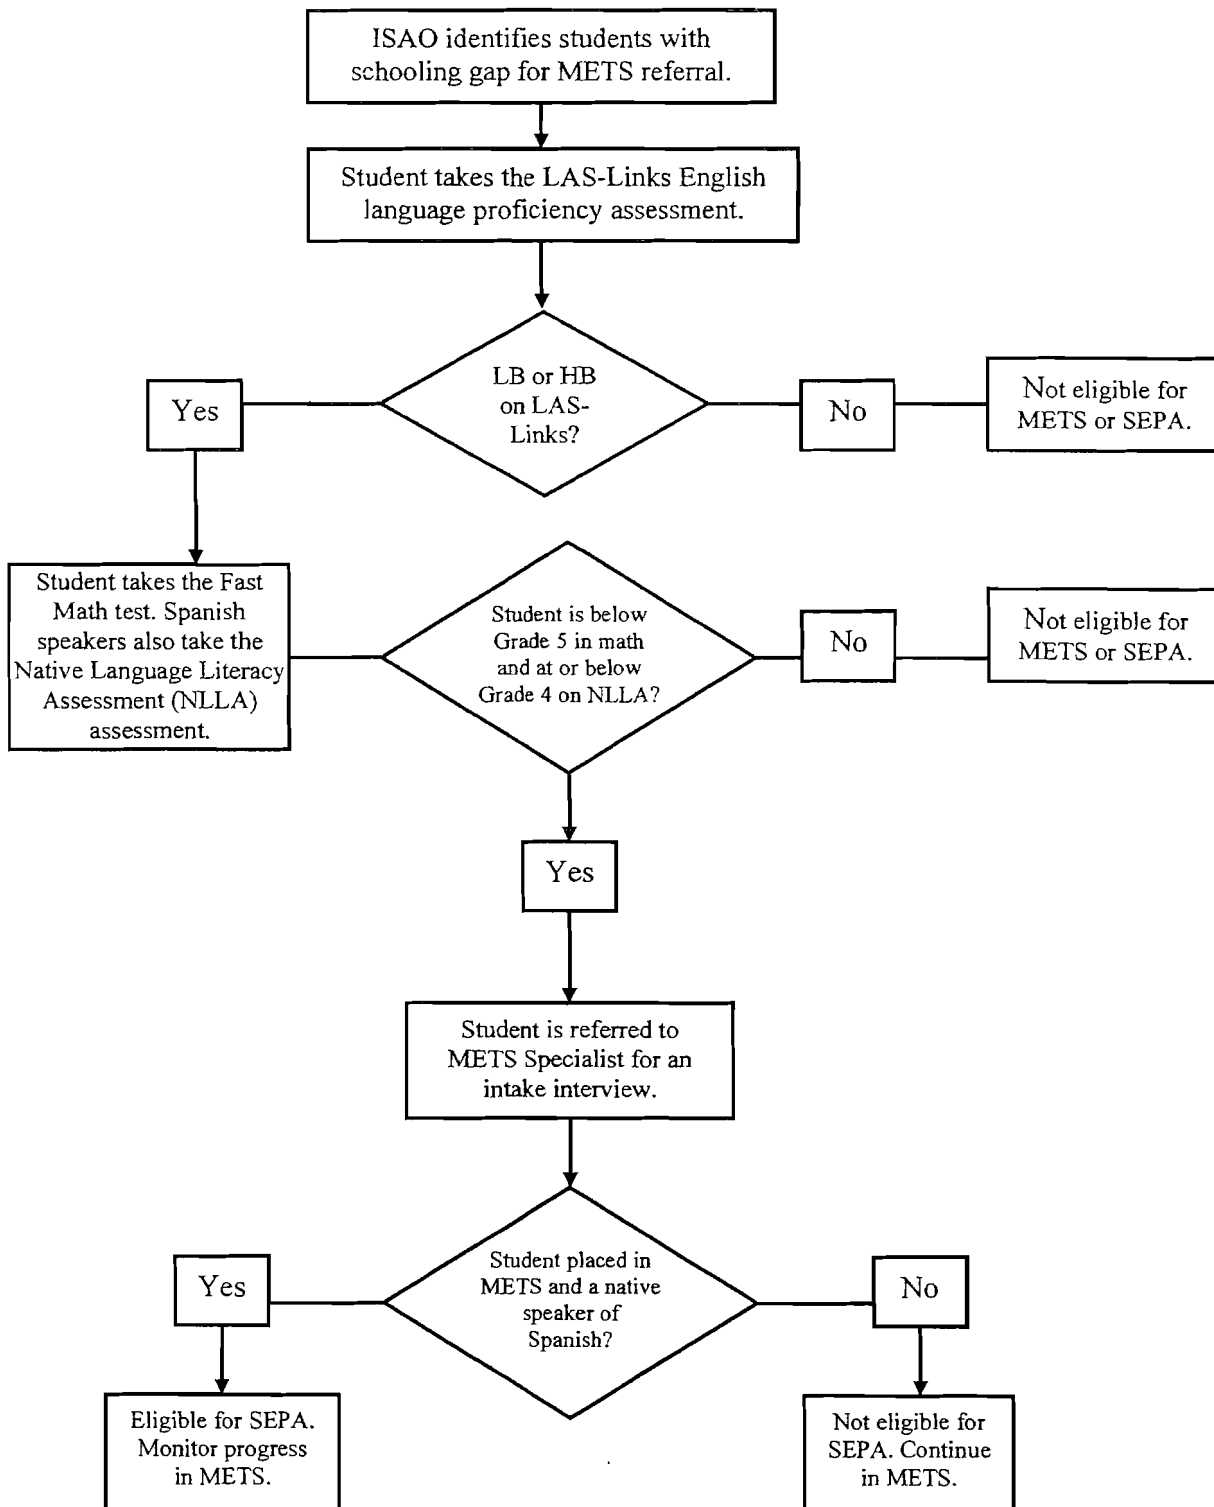 ISAO identifies students with
schooling gap for METS referral.
Student takes the LAS-Links English
language proficiency assessment.
LB or HB
on LAS-
Links?
Yes
No
Not eligible for
METS or SEPA.
Student takes the Fast
Math test. Spanish
speakers also take the
Native Language Literacy
Assessment (NLLA)
assessment.
Student is below
Grade 5 in math
and at or below
Grade 4 on NLLA?
No
Not eligible for
METS or SEPA.
Yes
Student is referred to
METS Specialist for an
intake interview.
Student placed in
METS and a native
speaker of
Spanish?
Yes
No
Eligible for SEPA.
Monitor progress
in METS.
Not eligible for
SEPA. Continue
in METS.